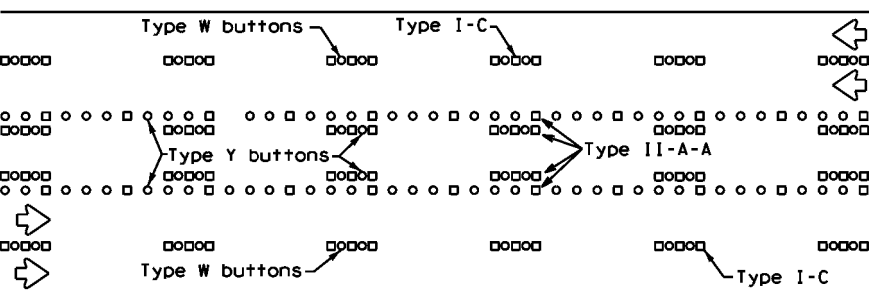 Type W buttons
Type I-C
Type Y buttons
Type II-A-A
Type W buttons
Type I-C